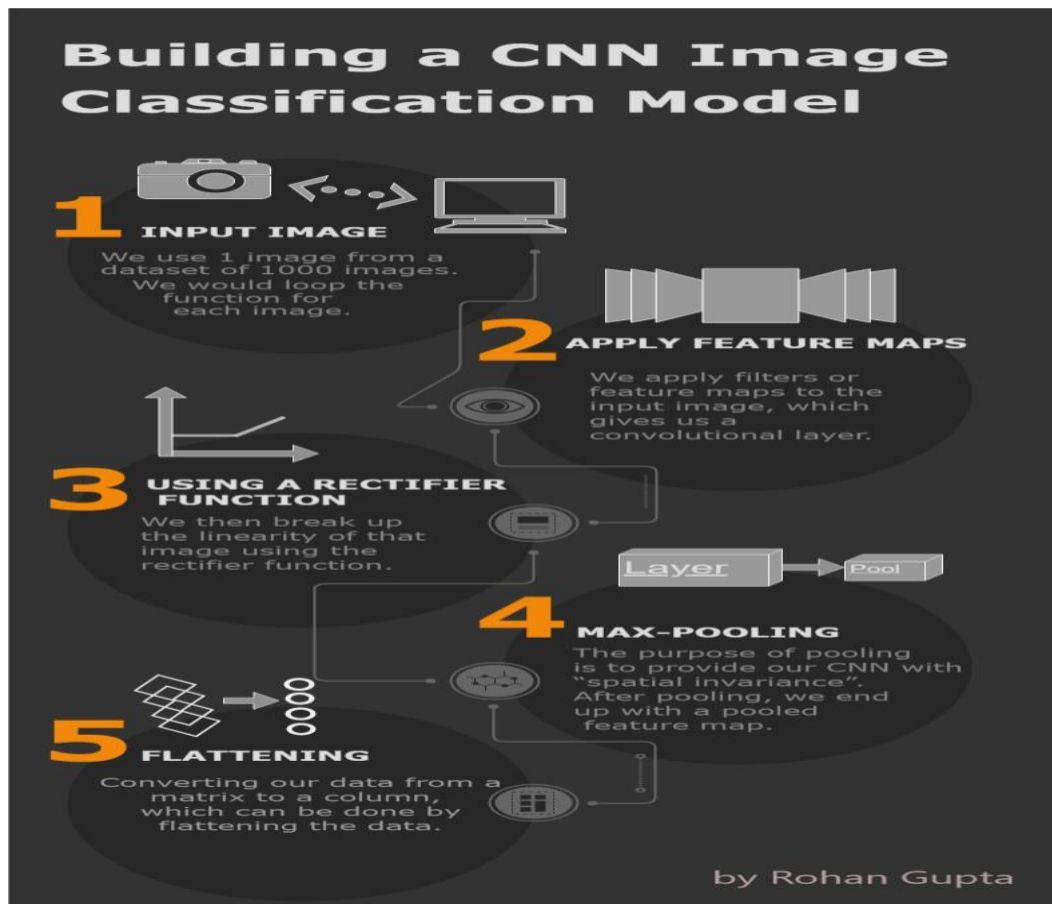 Building a CNN Image
Classification Model
1
INPUT IMAGE
We use 1 image from a
dataset of 1000 images.
We would loop the
function for
each image.
2
APPLY FEATURE MAPS
We apply filters or
feature maps to the
input image, which
gives us a
convolutional layer.
3
USING A RECTIFIER
FUNCTION
We then break up
the linearity of that
image using the
rectifier function.
Layer
Pool
4
MAX-POOLING
The purpose of pooling
is to provide our CNN with
“spatial invariance”.
After pooling, we end
up with a pooled
feature map.
5
FLATTENING
Converting our data from a
matrix to a column,
which can be done by
flattening the data.
by Rohan Gupta